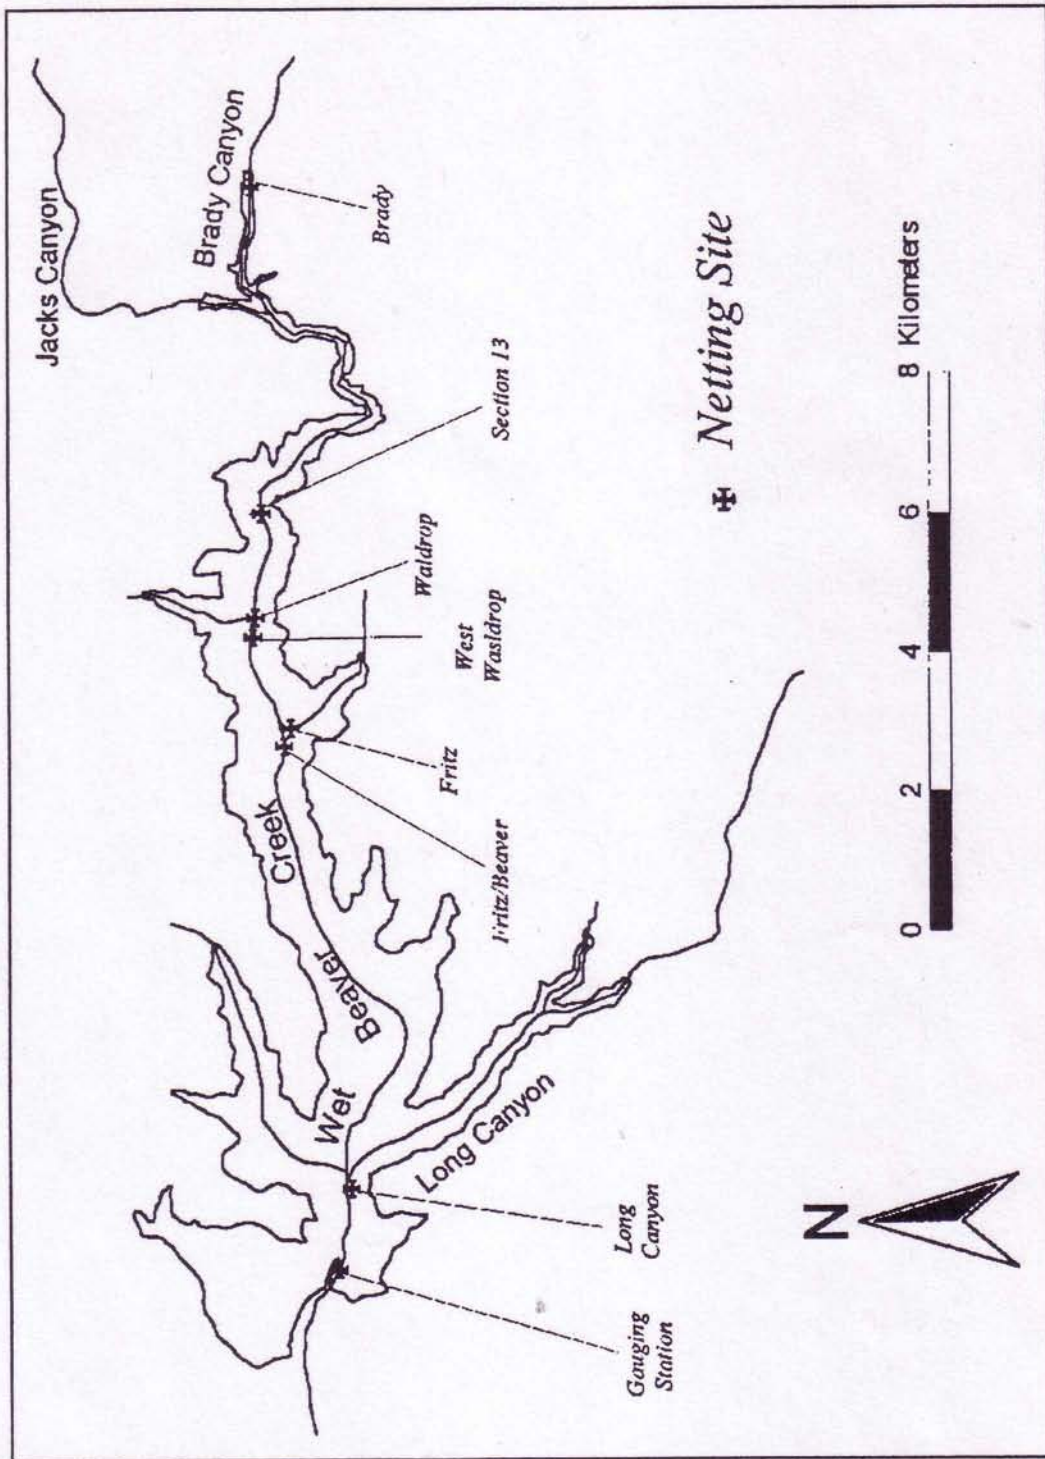 Jacks Canyon
Brady Canyon
Brady
Section 13
Waldrop
West
Wasldrop
Fritz
Fritz/Beaver
Wet Beaver Creek
Long Canyon
Long
Canyon
Gouging
Station
Netting Site
N
0 2 4 6 8 Kilometers